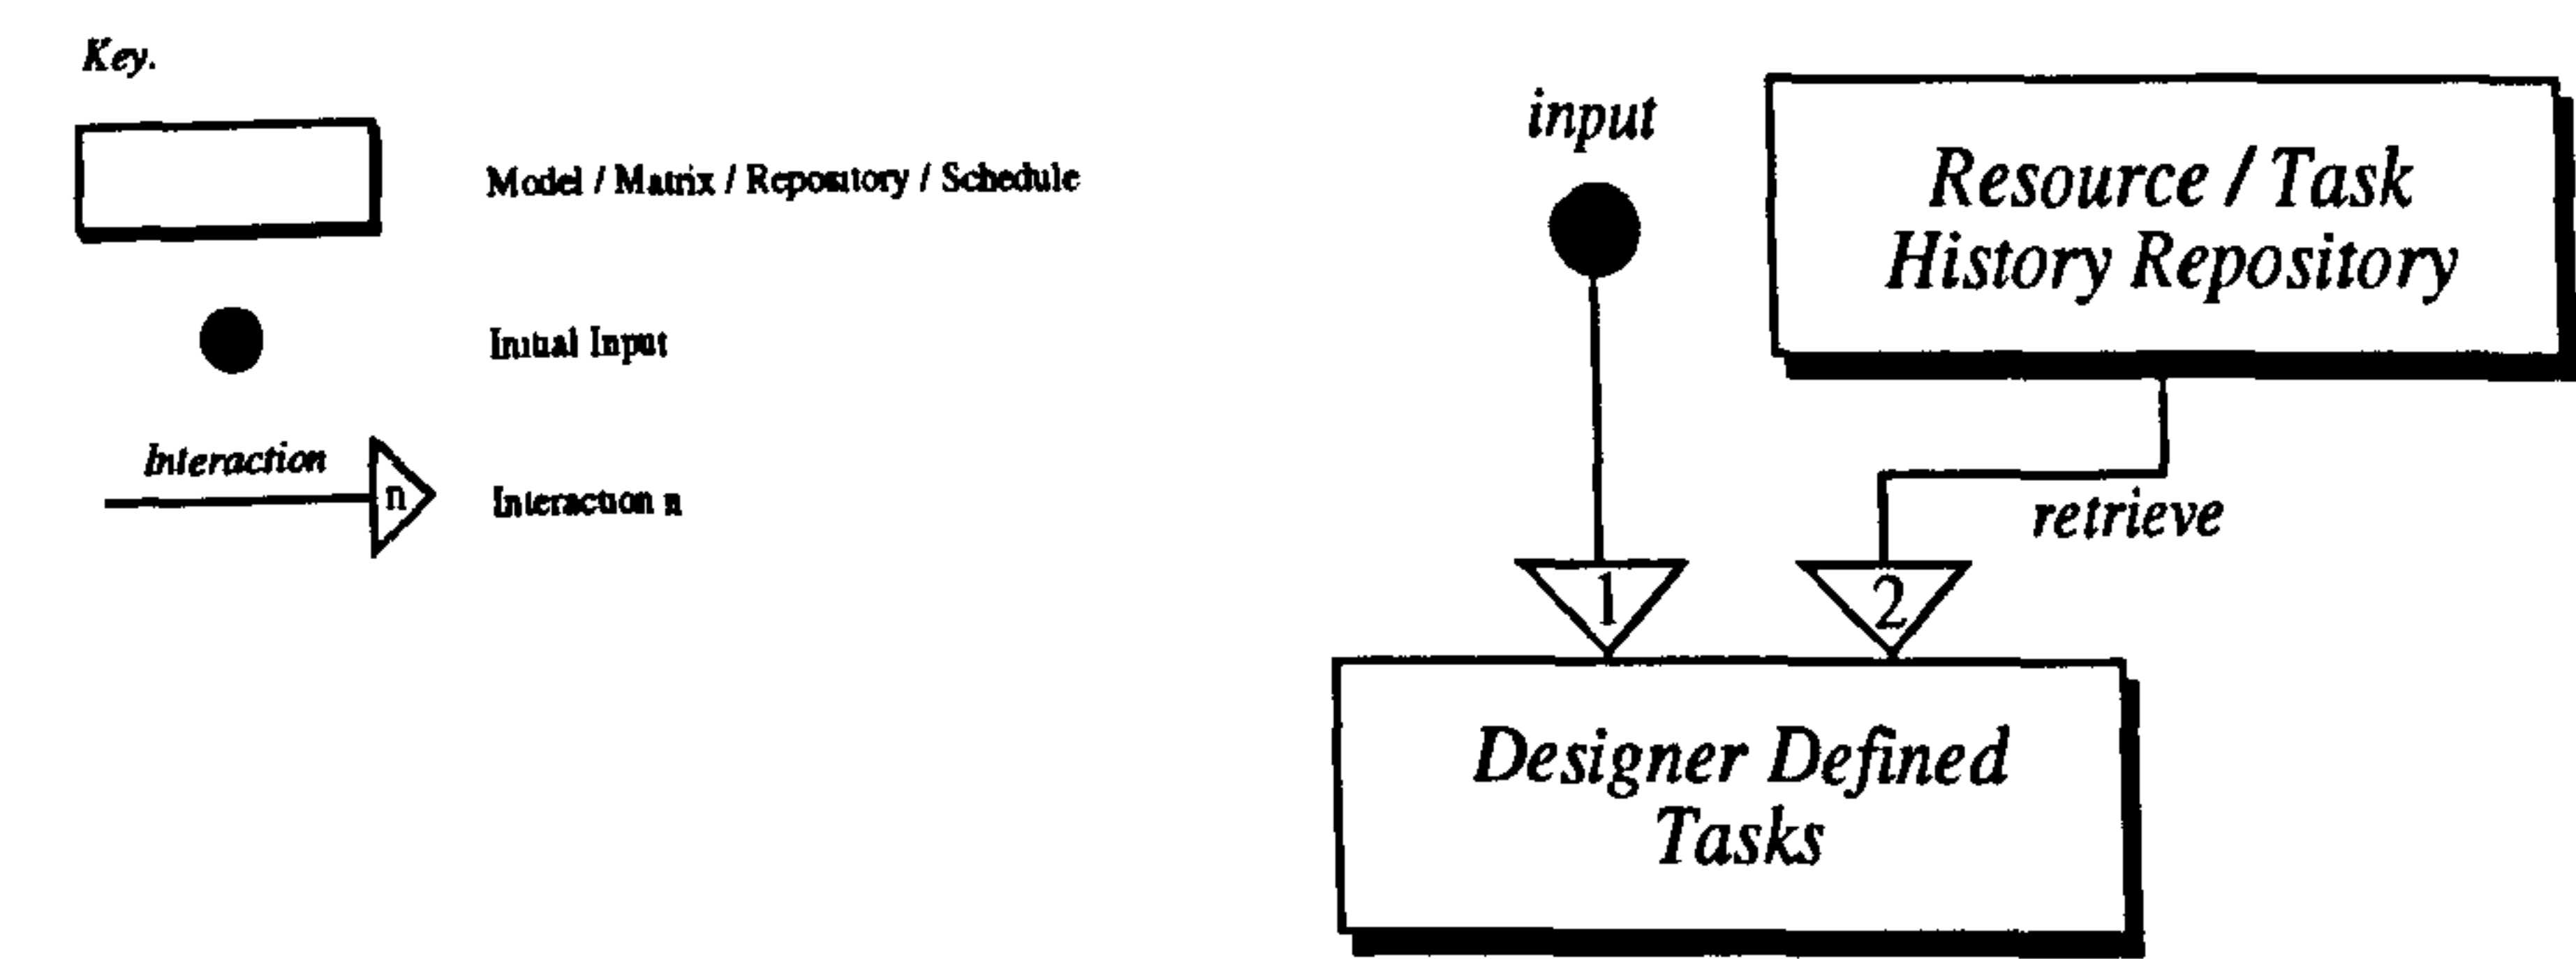 Key.
Model / Matrix / Repository / Schedule
Initial Input
Interaction
n
Interaction n
input
Resource / Task
History Repository
retrieve
1
2
Designer Defined
Tasks